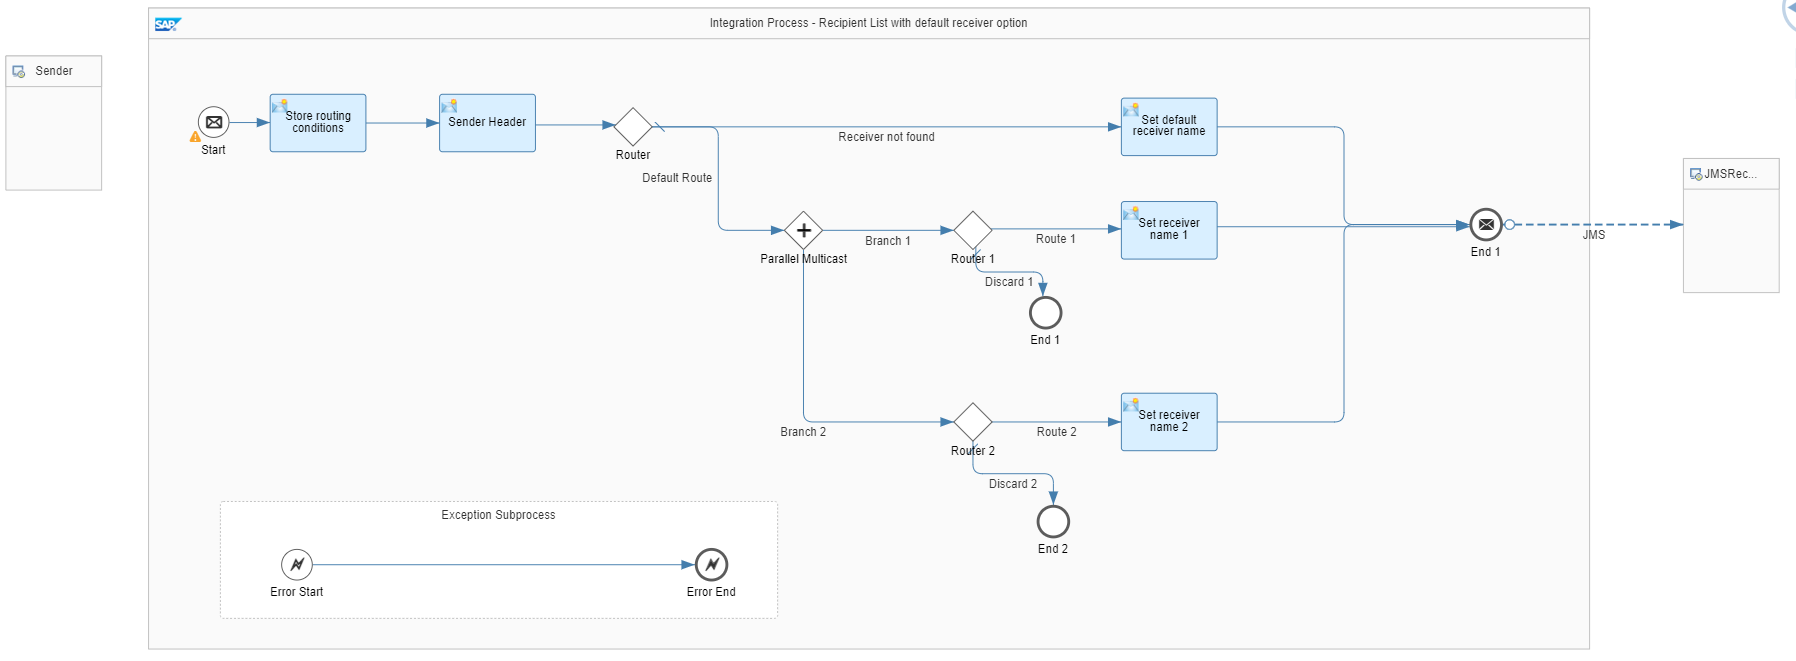 SAP
Integration Process - Recipient List with default receiver option
Sender
Store routing
conditions
Sender Header
Start
Router
Receiver not found
Set default
receiver name
Default Route
JMSRec...
Parallel Multicast
Branch 1
Router 1
Route 1
Set receiver
name 1
End 1
JMS
Discard 1
End 1
Branch 2
Router 2
Route 2
Set receiver
name 2
Discard 2
End 2
Exception Subprocess
Error Start
Error End